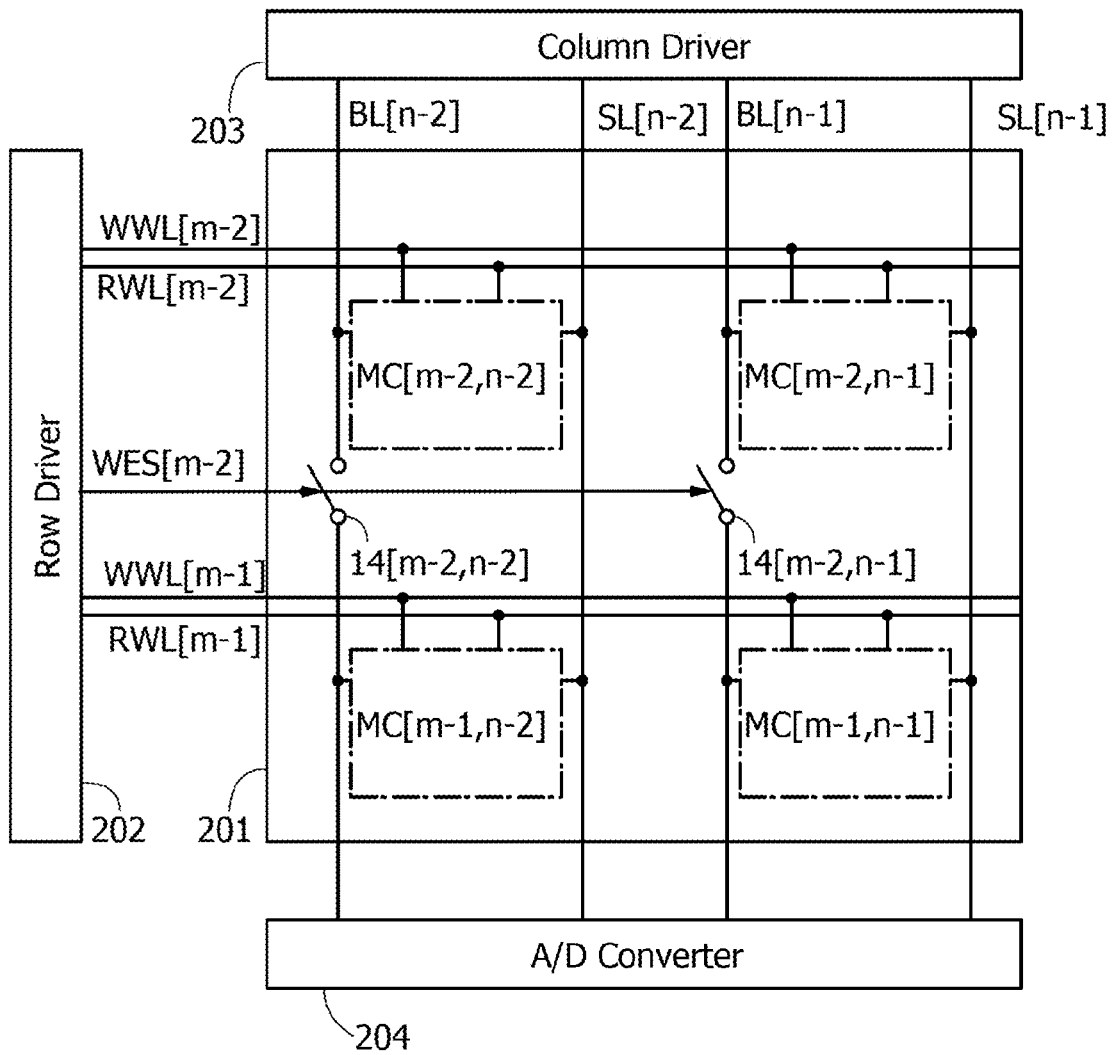 Column Driver
203
BL[n-2]
SL[n-2]
BL[n-1]
SL[n-1]
WWL[m-2]
RWL[m-2]
MC[m-2,n-2]
MC[m-2,n-1]
Row Driver
WES[m-2]
14[m-2,n-2]
14[m-2,n-1]
WWL[m-1]
RWL[m-1]
MC[m-1,n-2]
MC[m-1,n-1]
202
201
A/D Converter
204